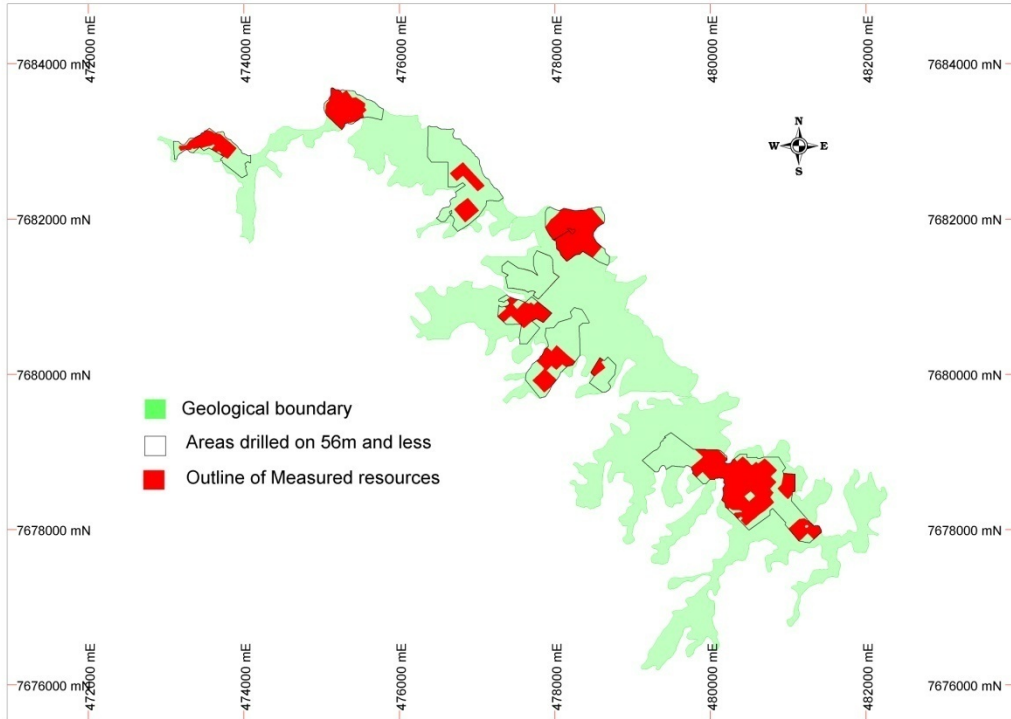 472000 mE
474000 mE
476000 mE
478000 mE
480000 mE
482000 mE
7684000 mN
7684000 mN
N
W
E
S
7682000 mN
7682000 mN
7680000 mN
7680000 mN
Geological boundary
Areas drilled on 56m and less
Outline of Measured resources
7678000 mN
7678000 mN
472000 mE
474000 mE
476000 mE
478000 mE
480000 mE
482000 mE
7676000 mN
7676000 mN